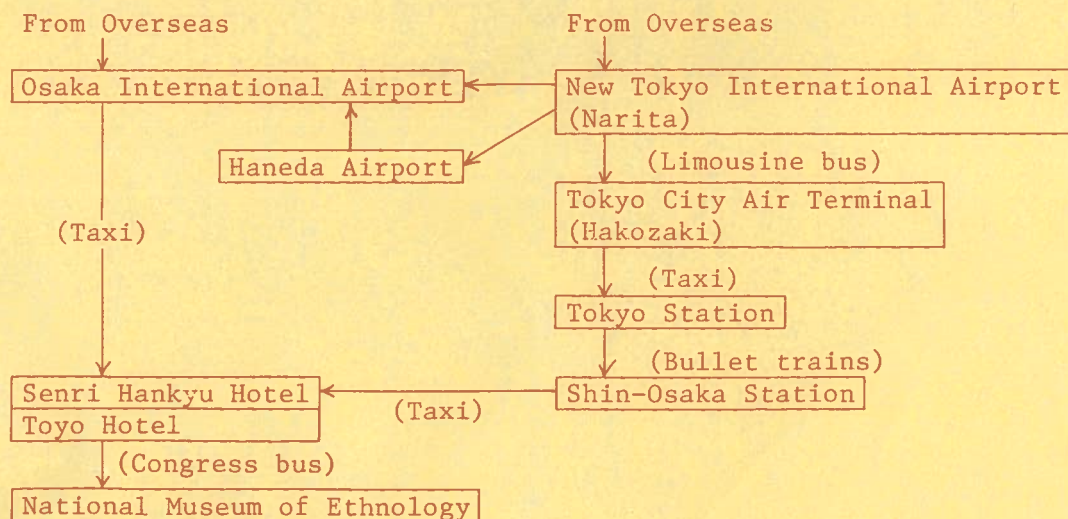 From Overseas
From Overseas
Osaka International Airport
New Tokyo International Airport
(Narita)
Haneda Airport
(Limousine bus)
Tokyo City Air Terminal
(Hakozaki)
(Taxi)
(Taxi)
Tokyo Station
(Bullet trains)
Senri Hankyu Hotel
Shin-Osaka Station
(Taxi)
Toyo Hotel
(Congress bus)
National Museum of Ethnology